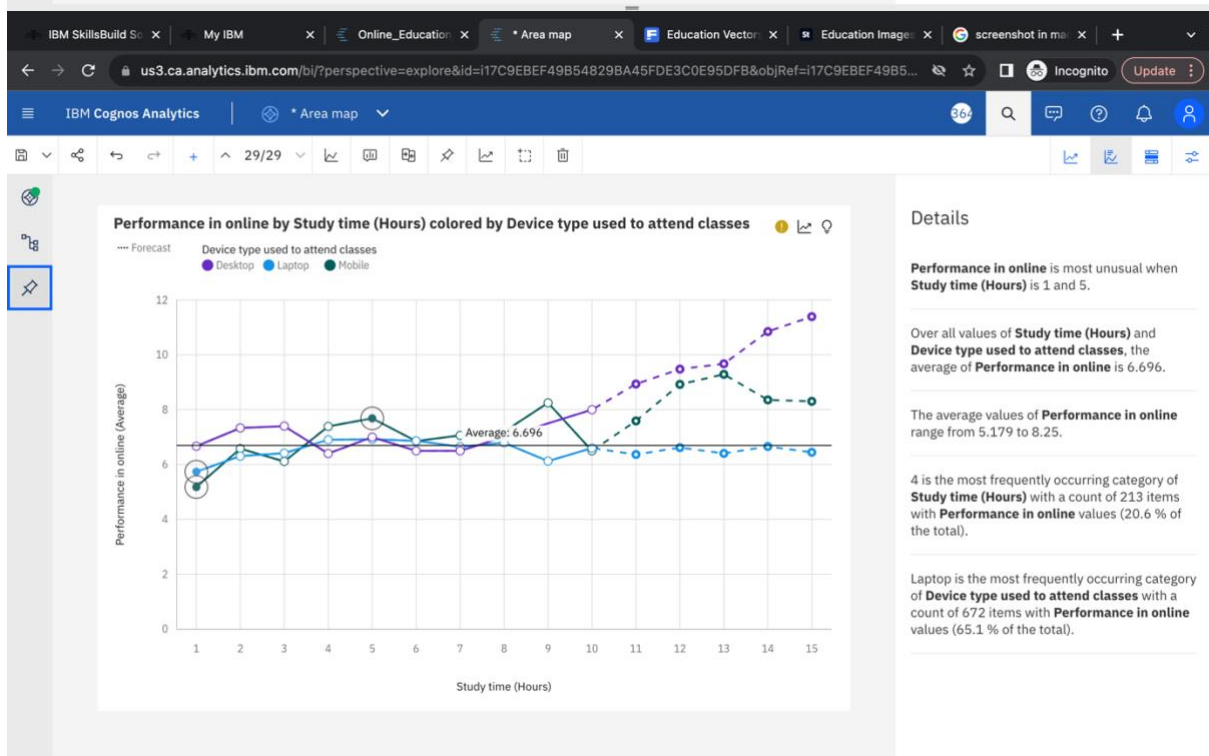 IBM SkillsBuild So
My IBM
Online_Education
* Area map
Education Vector
St Education Images
screenshot in ma
us3.ca.analytics.ibm.com/bi/?perspective=explore&id=i17C9EBEF49B54829BA45FDE3C0E95DFB&objRef=i17C9EBEF49B5...
Incognito
Update
IBM Cognos Analytics
* Area map
364
29/29
Performance in online by Study time (Hours) colored by Device type used to attend classes
Forecast
Device type used to attend classes
Desktop Laptop Mobile
Performance in online (Average)
12
10
8
6
4
2
0
Average: 6.696
1 2 3 4 5 6 7 8 9 10 11 12 13 14 15
Study time (Hours)
Details
Performance in online is most unusual when
Study time (Hours) is 1 and 5.
Over all values of Study time (Hours) and
Device type used to attend classes, the
average of Performance in online is 6.696.
The average values of Performance in online
range from 5.179 to 8.25.
4 is the most frequently occurring category of
Study time (Hours) with a count of 213 items
with Performance in online values (20.6 % of
the total).
Laptop is the most frequently occurring category
of Device type used to attend classes with a
count of 672 items with Performance in online
values (65.1 % of the total).